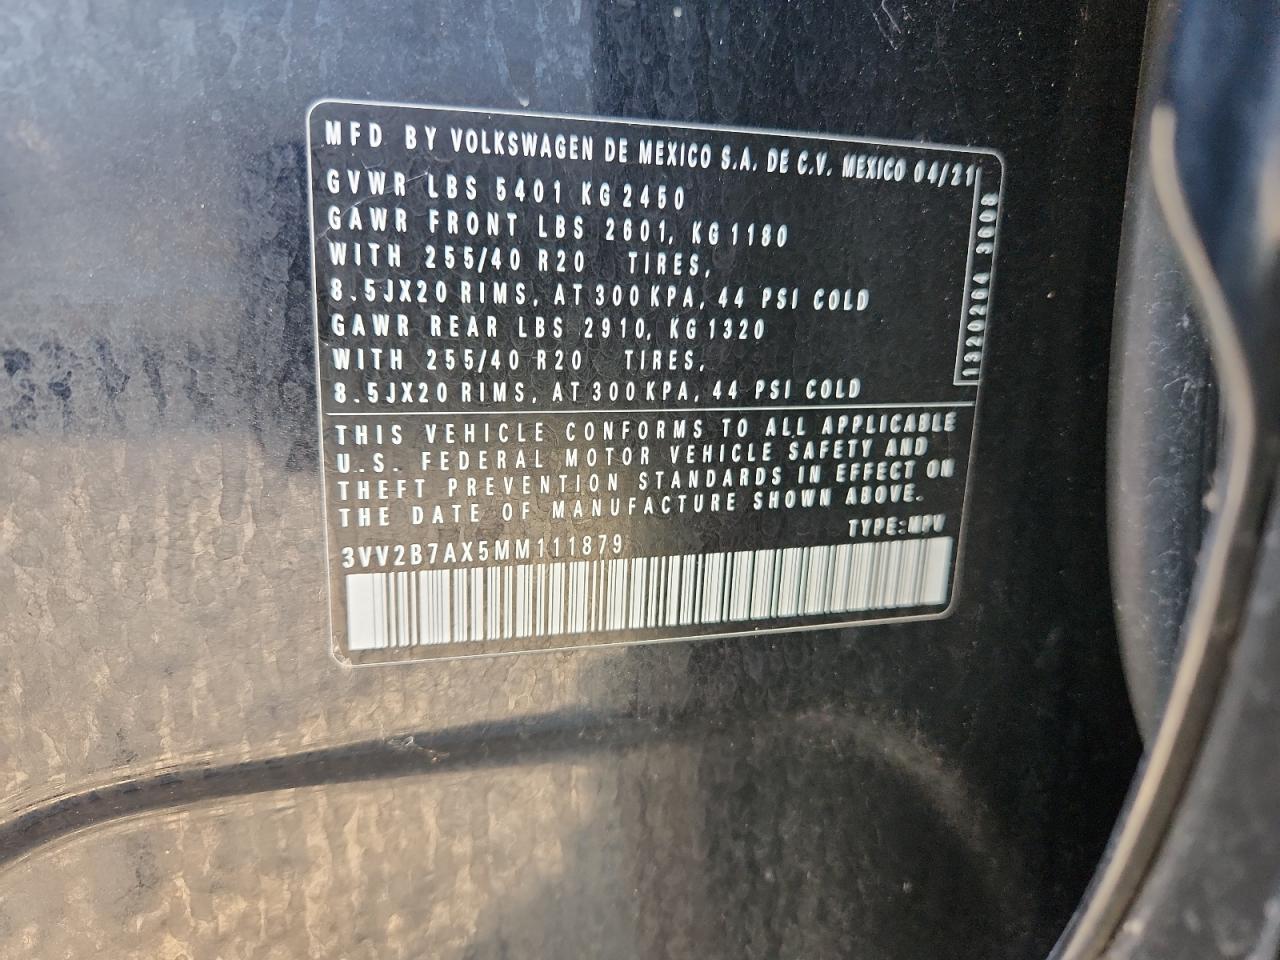 MFD BY VOLKSWAGEN DE MEXICO S.A. DE C.V. MEXICO 04/21
GVWR LBS 5401 KG 2450
GAWR FRONT LBS 2601, KG 1180
WITH 255/40 R20 TIRES,
8.5JX20 RIMS, AT 300 KPA, 44 PSI COLD
GAWR REAR LBS 2910, KG 1320
WITH 255/40 R20 TIRES,
8.5JX20 RIMS, AT 300 KPA, 44 PSI COLD
1320204 3608
THIS VEHICLE CONFORMS TO ALL APPLICABLE
U.S. FEDERAL MOTOR VEHICLE SAFETY AND
THEFT PREVENTION STANDARDS IN EFFECT ON
THE DATE OF MANUFACTURE SHOWN ABOVE.
TYPE:MPV
3VV2B7AX5MM111879